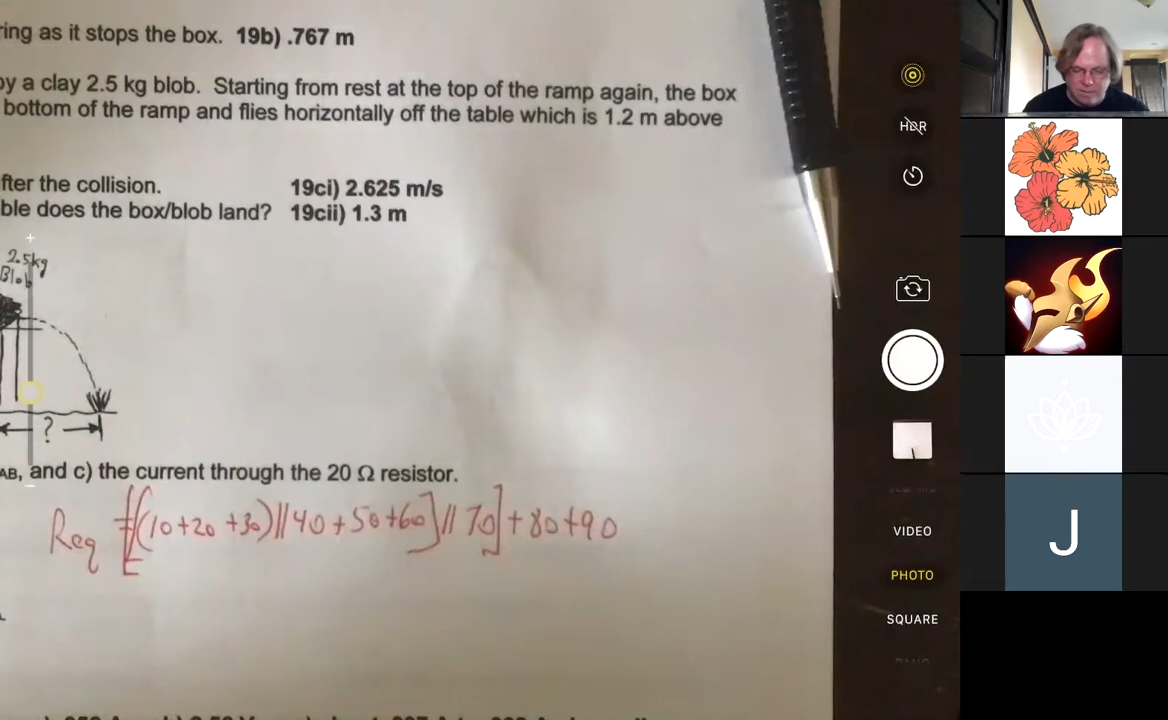 ring as it stops the box. 19b) .767 m
by a clay 2.5 kg blob. Starting from rest at the top of the ramp again, the box
bottom of the ramp and flies horizontally off the table which is 1.2 m above
fter the collision. 19ci) 2.625 m/s
ble does the box/blob land? 19cii) 1.3 m
2.5kg
Blob
?
AB, and c) the current through the 20 Ω resistor.
Req = [[(10+20+30)||40+50+60]||70]+80+90
HDR
VIDEO
PHOTO
SQUARE
J